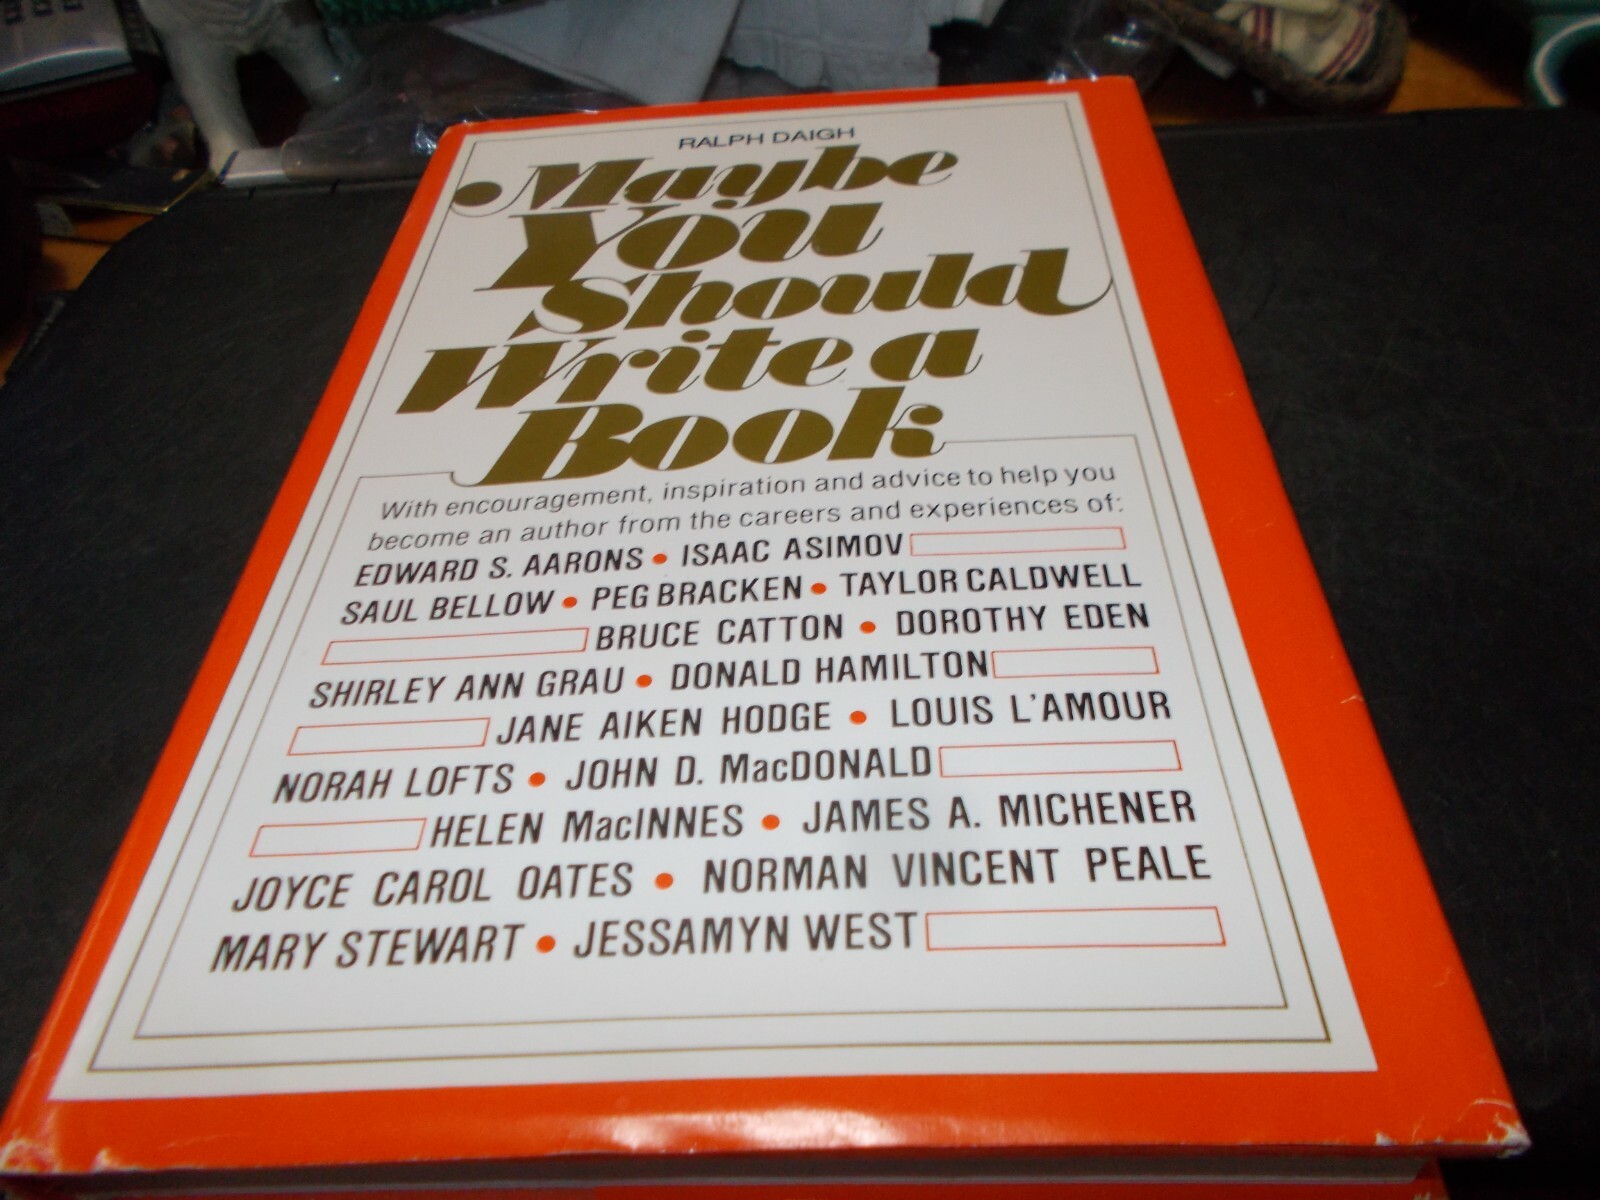 RALPH DAIGH
Maybe
You
Should
Write a
Book
With encouragement, inspiration and advice to help you
become an author from the careers and experiences of:
EDWARD S. AARONS • ISAAC ASIMOV
SAUL BELLOW • PEG BRACKEN • TAYLOR CALDWELL
BRUCE CATTON • DOROTHY EDEN
SHIRLEY ANN GRAU • DONALD HAMILTON
JANE AIKEN HODGE • LOUIS L'AMOUR
NORAH LOFTS • JOHN D. MacDONALD
HELEN MacINNES • JAMES A. MICHENER
JOYCE CAROL OATES • NORMAN VINCENT PEALE
MARY STEWART • JESSAMYN WEST